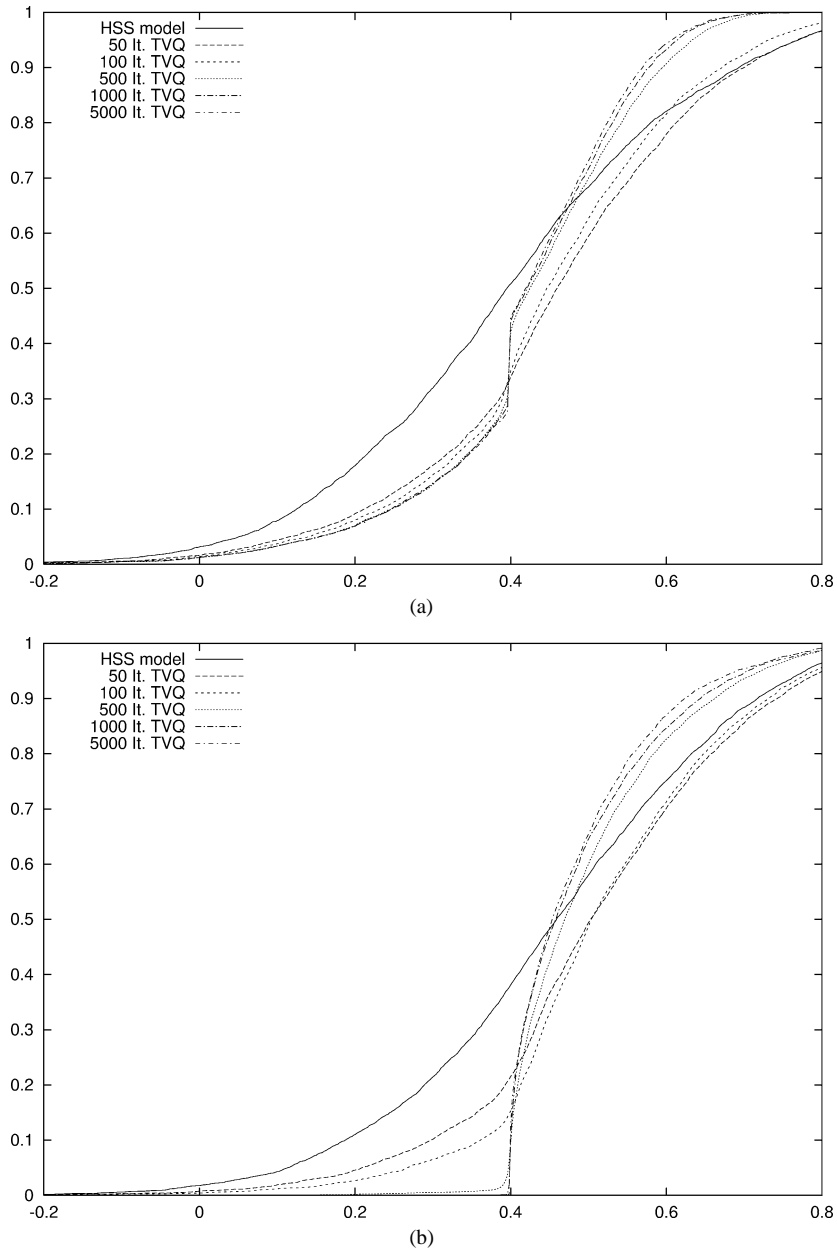 1
0.9
0.8
0.7
0.6
0.5
0.4
0.3
0.2
0.1
0
HSS model
50 It. TVQ
100 It. TVQ
500 It. TVQ
1000 It. TVQ
5000 It. TVQ
-0.2 0 0.2 0.4 0.6 0.8
(a)
1
0.9
0.8
0.7
0.6
0.5
0.4
0.3
0.2
0.1
0
HSS model
50 It. TVQ
100 It. TVQ
500 It. TVQ
1000 It. TVQ
5000 It. TVQ
-0.2 0 0.2 0.4 0.6 0.8
(b)